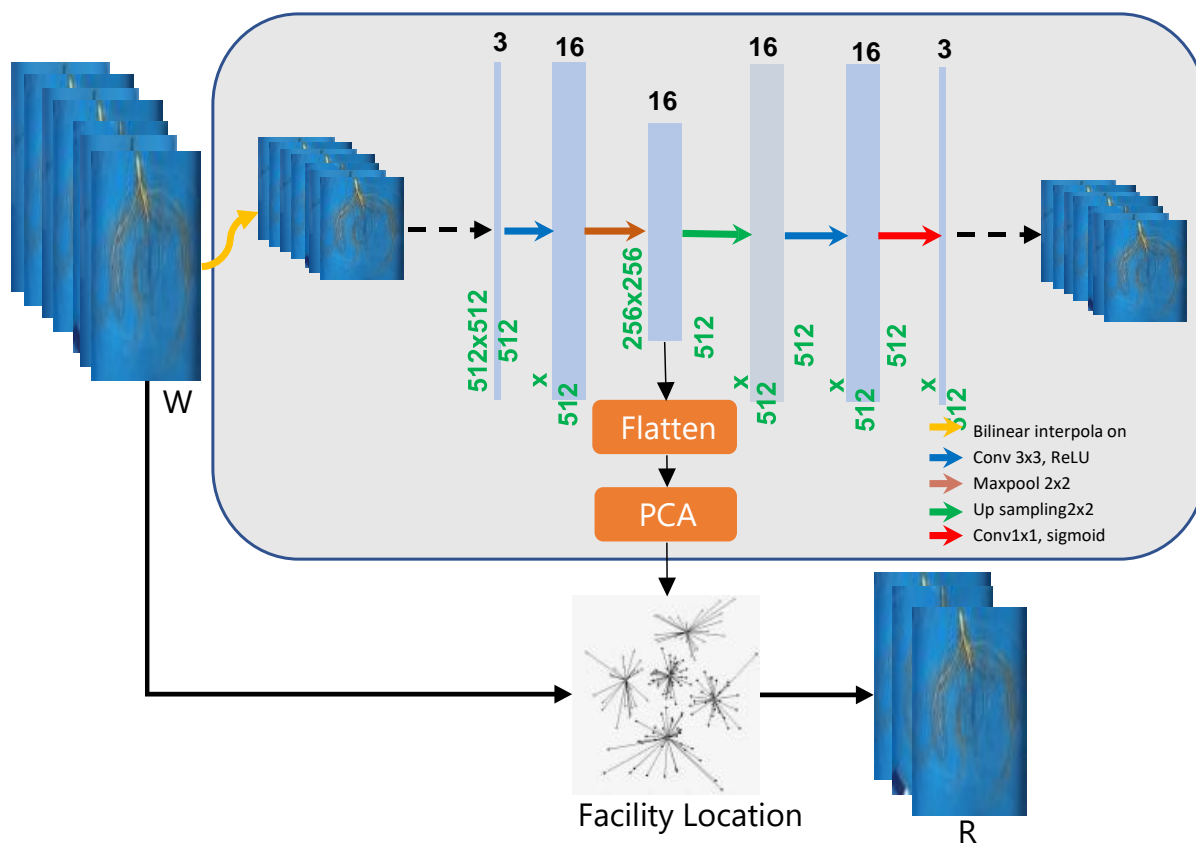 3
16
16
16
16
3
512x512
512
x
512
256x256
512
x
512
512
x
512
512
x
512
W
Flatten
PCA
Bilinear interpola on
Conv 3x3, ReLU
Maxpool 2x2
Up sampling2x2
Conv1x1, sigmoid
Facility Location
R